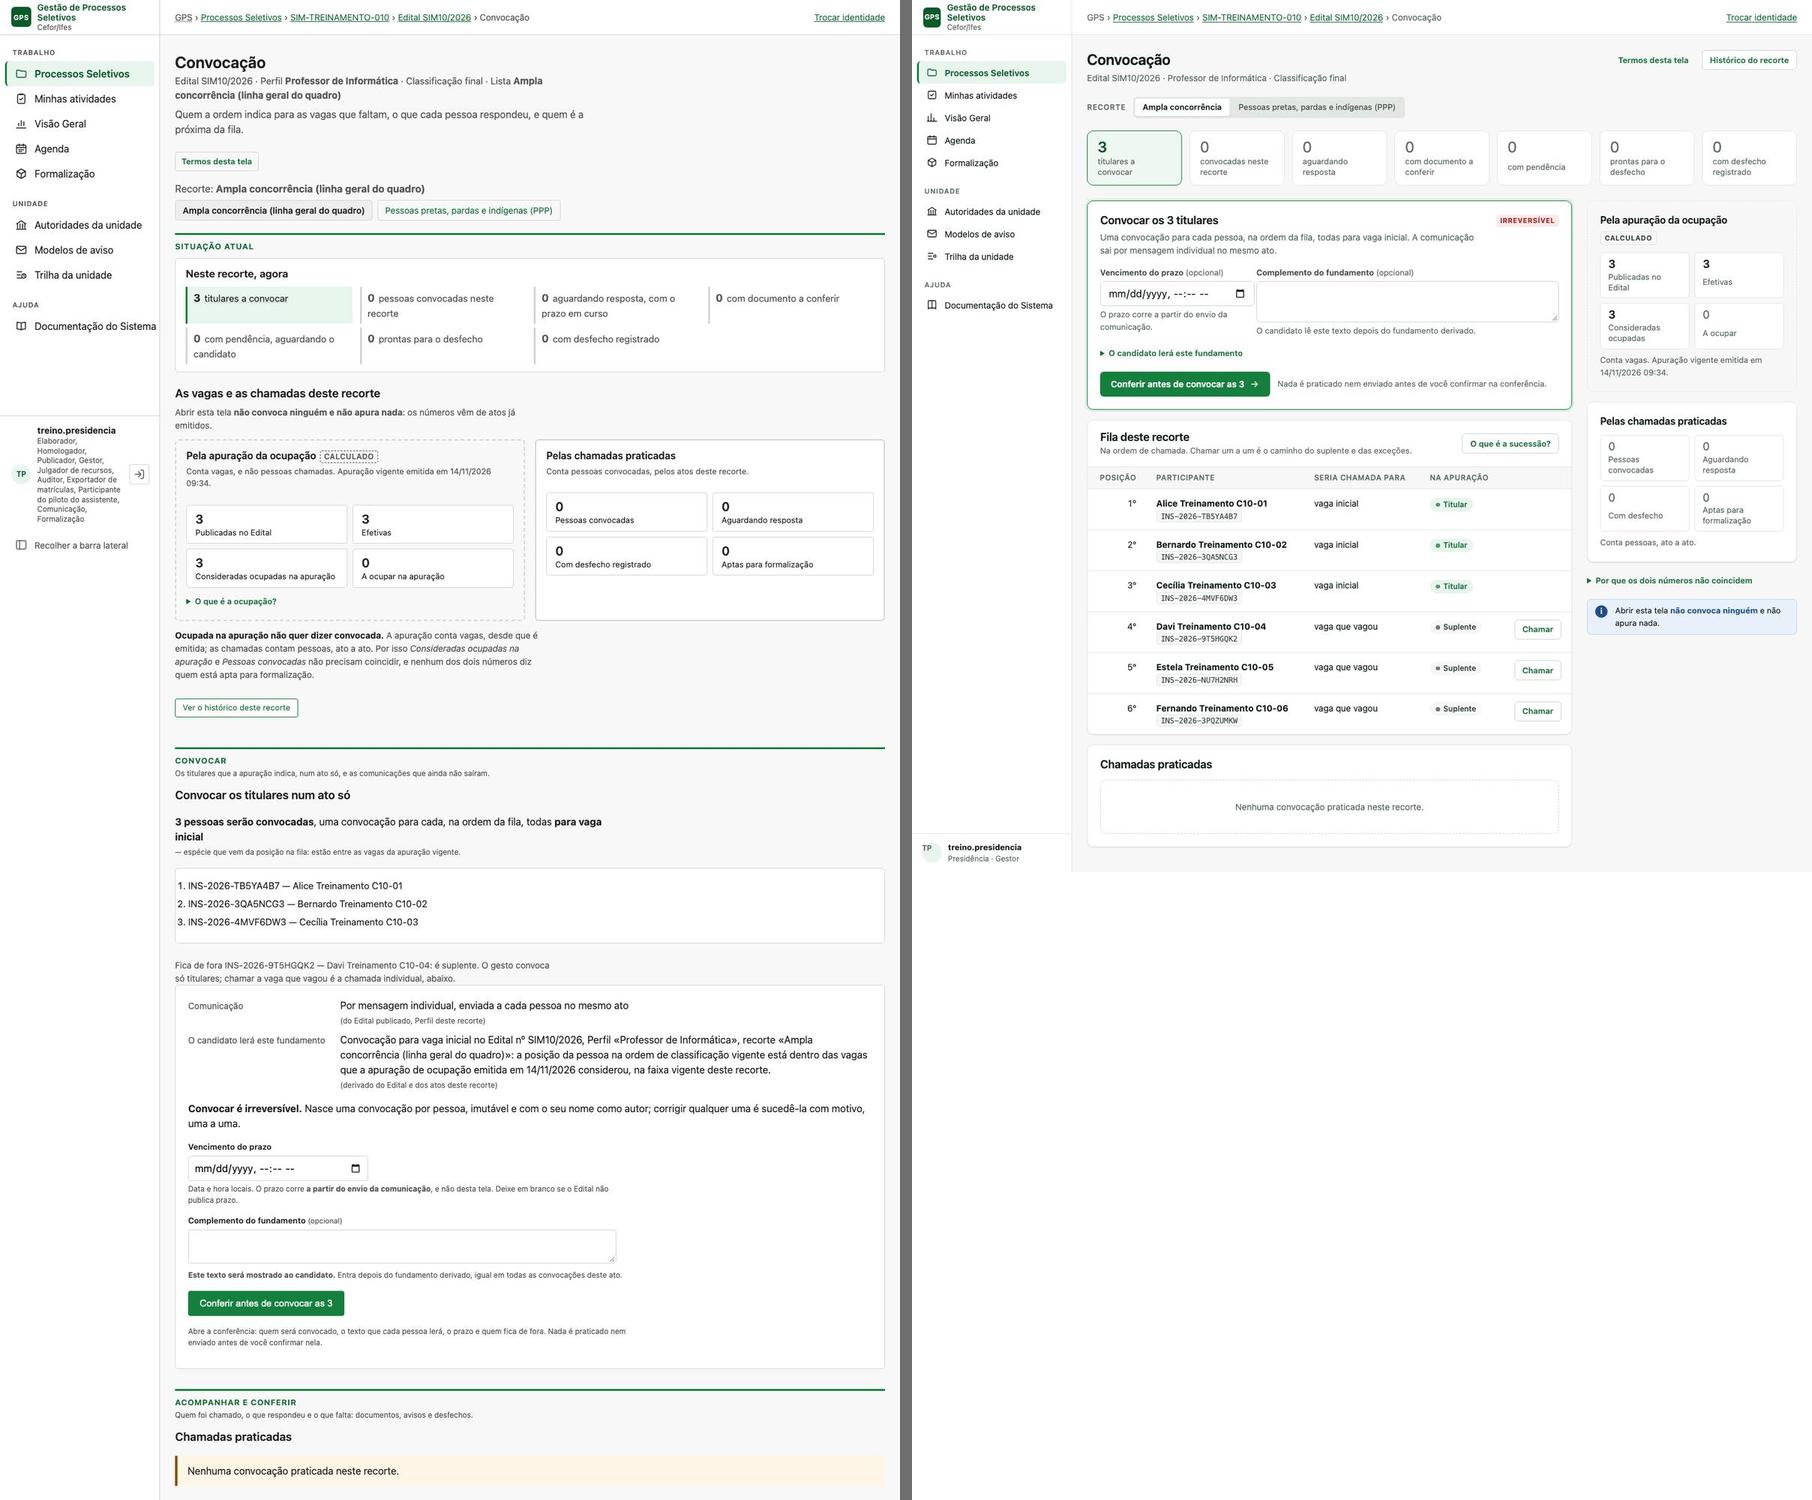 GPS
Gestão de Processos
Seletivos
Cefor/Ifes
TRABALHO
Processos Seletivos
Minhas atividades
Visão Geral
Agenda
Formalização
UNIDADE
Autoridades da unidade
Modelos de aviso
Trilha da unidade
AJUDA
Documentação do Sistema
TP
treino.presidencia
Elaborador,
Homologador,
Publicador, Gestor,
Julgador de recursos,
Auditor, Exportador de
matrículas, Participante
do piloto do assistente,
Comunicação,
Formalização
Recolher a barra lateral
GPS › Processos Seletivos › SIM-TREINAMENTO-010 › Edital SIM10/2026 › Convocação
Trocar identidade
Convocação
Edital SIM10/2026 · Perfil Professor de Informática · Classificação final · Lista Ampla
concorrência (linha geral do quadro)
Quem a ordem indica para as vagas que faltam, o que cada pessoa respondeu, e quem é a
próxima da fila.
Termos desta tela
Recorte: Ampla concorrência (linha geral do quadro)
Ampla concorrência (linha geral do quadro)
Pessoas pretas, pardas e indígenas (PPP)
SITUAÇÃO ATUAL
Neste recorte, agora
3 titulares a convocar
0 pessoas convocadas neste
recorte
0 aguardando resposta, com o
prazo em curso
0 com documento a conferir
0 com pendência, aguardando o
candidato
0 prontas para o desfecho
0 com desfecho registrado
As vagas e as chamadas deste recorte
Abrir esta tela não convoca ninguém e não apura nada: os números vêm de atos já
emitidos.
Pela apuração da ocupação CALCULADO
Conta vagas, e não pessoas chamadas. Apuração vigente emitida em 14/11/2026
09:34.
3
Publicadas no Edital
3
Efetivas
3
Consideradas ocupadas na apuração
0
A ocupar na apuração
O que é a ocupação?
Pelas chamadas praticadas
Conta pessoas convocadas, pelos atos deste recorte.
0
Pessoas convocadas
0
Aguardando resposta
0
Com desfecho registrado
0
Aptas para formalização
Ocupada na apuração não quer dizer convocada. A apuração conta vagas, desde que é
emitida; as chamadas contam pessoas, ato a ato. Por isso Consideradas ocupadas na
apuração e Pessoas convocadas não precisam coincidir, e nenhum dos dois números diz
quem está apta para formalização.
Ver o histórico deste recorte
CONVOCAR
Os titulares que a apuração indica, num ato só, e as comunicações que ainda não saíram.
Convocar os titulares num ato só
3 pessoas serão convocadas, uma convocação para cada, na ordem da fila, todas para vaga
inicial
— espécie que vem da posição na fila: estão entre as vagas da apuração vigente.
1. INS-2026-TB5YA4B7 — Alice Treinamento C10-01
2. INS-2026-3QA5NCG3 — Bernardo Treinamento C10-02
3. INS-2026-4MVF6DW3 — Cecília Treinamento C10-03
Fica de fora INS-2026-9T5HGQK2 — Davi Treinamento C10-04: é suplente. O gesto convoca
só titulares; chamar a vaga que vagou é a chamada individual, abaixo.
Comunicação
Por mensagem individual, enviada a cada pessoa no mesmo ato
(do Edital publicado, Perfil deste recorte)
O candidato lerá este fundamento
Convocação para vaga inicial no Edital nº SIM10/2026, Perfil «Professor de Informática», recorte «Ampla
concorrência (linha geral do quadro)»: a posição da pessoa na ordem de classificação vigente está dentro das vagas
que a apuração de ocupação emitida em 14/11/2026 considerou, na faixa vigente deste recorte.
(derivado do Edital e dos atos deste recorte)
Convocar é irreversível. Nasce uma convocação por pessoa, imutável e com o seu nome como autor; corrigir qualquer uma é sucedê-la com motivo,
uma a uma.
Vencimento do prazo
mm/dd/yyyy, --:-- --
Data e hora locais. O prazo corre a partir do envio da comunicação, e não desta tela. Deixe em branco se o Edital não
publica prazo.
Complemento do fundamento (opcional)
Este texto será mostrado ao candidato. Entra depois do fundamento derivado, igual em todas as convocações deste ato.
Conferir antes de convocar as 3
Abre a conferência: quem será convocado, o texto que cada pessoa lerá, o prazo e quem fica de fora. Nada é praticado nem
enviado antes de você confirmar nela.
ACOMPANHAR E CONFERIR
Quem foi chamado, o que respondeu e o que falta: documentos, avisos e desfechos.
Chamadas praticadas
Nenhuma convocação praticada neste recorte.
GPS
Gestão de Processos
Seletivos
Cefor/Ifes
TRABALHO
Processos Seletivos
Minhas atividades
Visão Geral
Agenda
Formalização
UNIDADE
Autoridades da unidade
Modelos de aviso
Trilha da unidade
AJUDA
Documentação do Sistema
TP
treino.presidencia
Presidência · Gestor
GPS › Processos Seletivos › SIM-TREINAMENTO-010 › Edital SIM10/2026 › Convocação
Trocar identidade
Convocação
Edital SIM10/2026 · Professor de Informática · Classificação final
Termos desta tela
Histórico do recorte
RECORTE
Ampla concorrência
Pessoas pretas, pardas e indígenas (PPP)
3
titulares a
convocar
0
convocadas neste
recorte
0
aguardando
resposta
0
com documento a
conferir
0
com pendência
0
prontas para o
desfecho
0
com desfecho
registrado
Convocar os 3 titulares
IRREVERSÍVEL
Uma convocação para cada pessoa, na ordem da fila, todas para vaga inicial. A comunicação
sai por mensagem individual no mesmo ato.
Vencimento do prazo (opcional)
mm/dd/yyyy, --:-- --
O prazo corre a partir do envio da
comunicação.
Complemento do fundamento (opcional)
O candidato lê este texto depois do fundamento derivado.
O candidato lerá este fundamento
Conferir antes de convocar as 3 →
Nada é praticado nem enviado antes de você confirmar na conferência.
Fila deste recorte
Na ordem de chamada. Chamar um a um é o caminho do suplente e das exceções.
O que é a sucessão?
POSIÇÃO PARTICIPANTE SERIA CHAMADA PARA NA APURAÇÃO
1º Alice Treinamento C10-01 vaga inicial Titular
INS-2026-TB5YA4B7
2º Bernardo Treinamento C10-02 vaga inicial Titular
INS-2026-3QA5NCG3
3º Cecília Treinamento C10-03 vaga inicial Titular
INS-2026-4MVF6DW3
4º Davi Treinamento C10-04 vaga que vagou Suplente Chamar
INS-2026-9T5HGQK2
5º Estela Treinamento C10-05 vaga que vagou Suplente Chamar
INS-2026-NU7H2NRH
6º Fernando Treinamento C10-06 vaga que vagou Suplente Chamar
INS-2026-3PQZUMKW
Chamadas praticadas
Nenhuma convocação praticada neste recorte.
Pela apuração da ocupação
CALCULADO
3
Publicadas no
Edital
3
Efetivas
3
Consideradas
ocupadas
0
A ocupar
Conta vagas. Apuração vigente emitida em
14/11/2026 09:34.
Pelas chamadas praticadas
0
Pessoas
convocadas
0
Aguardando
resposta
0
Com desfecho
0
Aptas para
formalização
Conta pessoas, ato a ato.
Por que os dois números não coincidem
Abrir esta tela não convoca ninguém e não
apura nada.